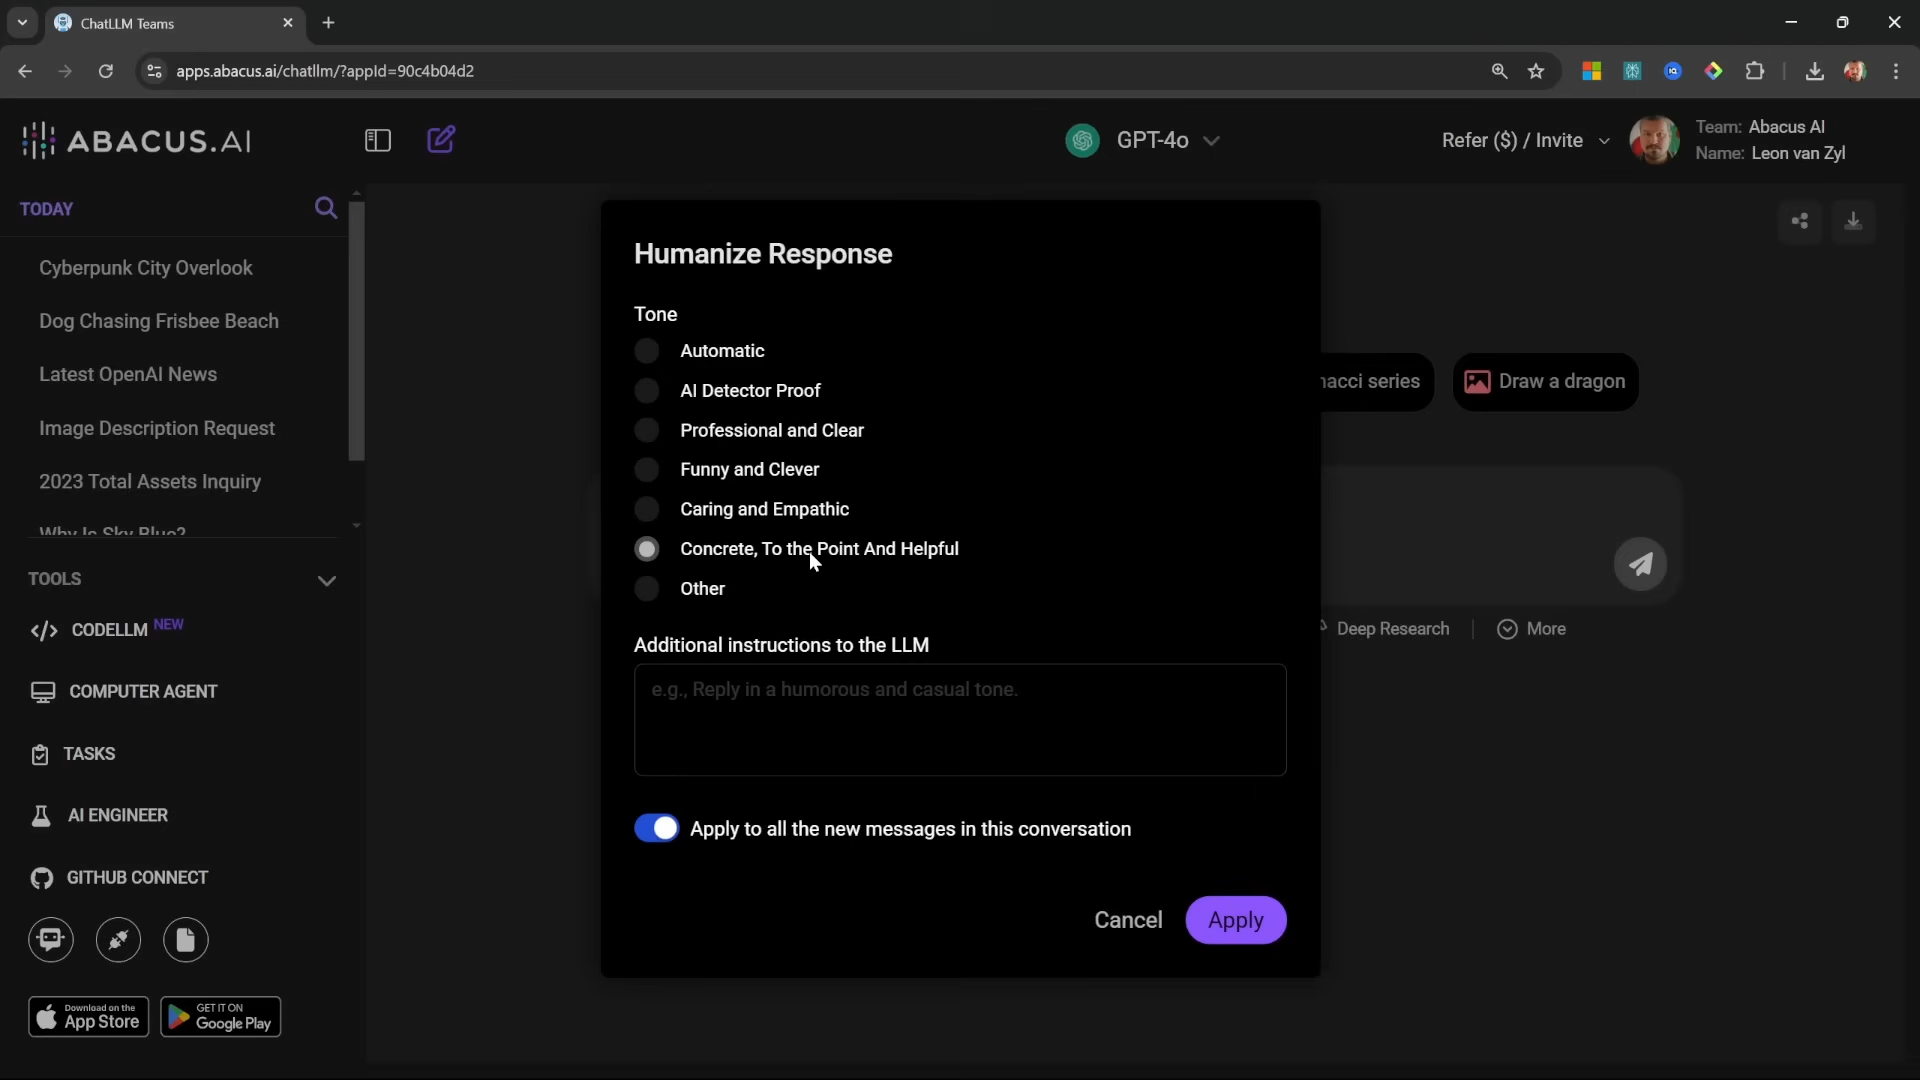 ChatLLM Teams
apps.abacus.ai/chatllm/?appId=90c4b04d2
ABACUS.AI
GPT-4o
Refer ($) / Invite
Team: Abacus AI
Name: Leon van Zyl
TODAY
Cyberpunk City Overlook
Dog Chasing Frisbee Beach
Latest OpenAI News
Image Description Request
2023 Total Assets Inquiry
Why Is Sky Blue?
TOOLS
CODELLM NEW
COMPUTER AGENT
TASKS
AI ENGINEER
GITHUB CONNECT
Download on the
App Store
GET IT ON
Google Play
Humanize Response
Tone
Automatic
AI Detector Proof
Professional and Clear
Funny and Clever
Caring and Empathic
Concrete, To the Point And Helpful
Other
Additional instructions to the LLM
e.g., Reply in a humorous and casual tone.
Apply to all the new messages in this conversation
Cancel
Apply
series
Draw a dragon
Deep Research
More